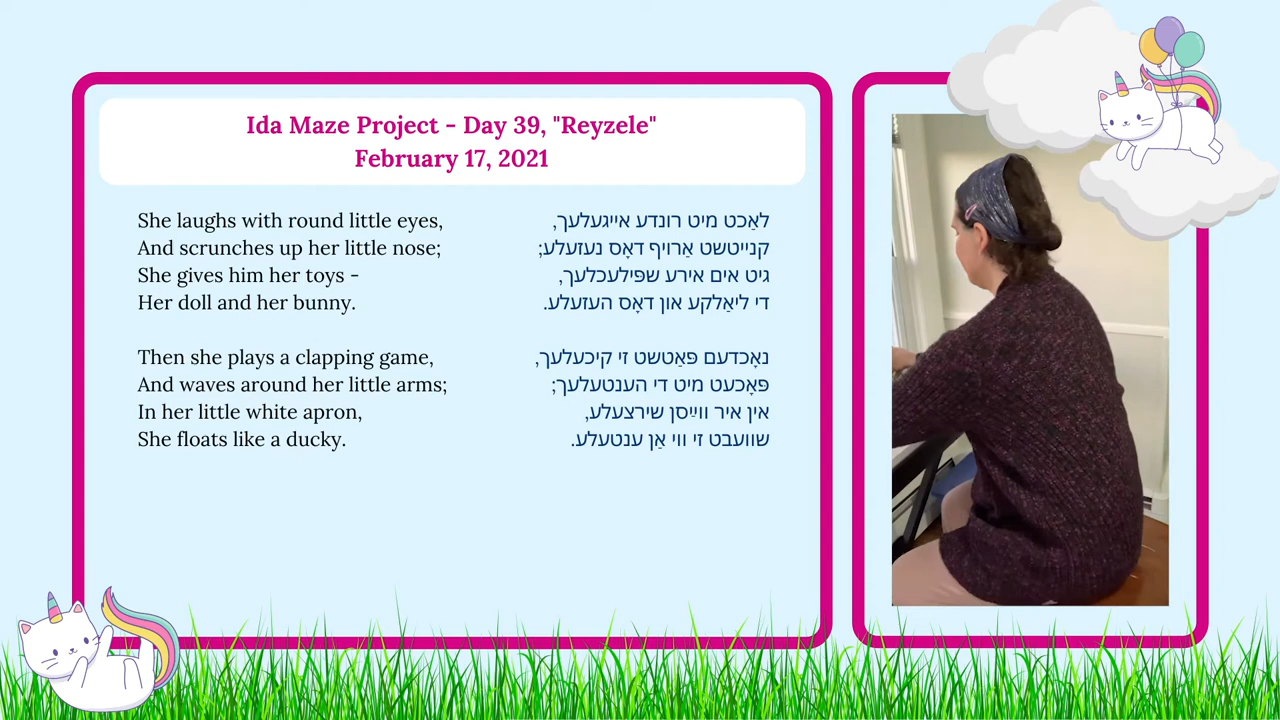 Ida Maze Project - Day 39, "Reyzele"
February 17, 2021
She laughs with round little eyes,
And scrunches up her little nose;
She gives him her toys -
Her doll and her bunny.
Then she plays a clapping game,
And waves around her little arms;
In her little white apron,
She floats like a ducky.
לאַכט מיט רונדע אייגעלעך,
קנייטשט אַרויף דאָס נעזעלע;
גיט אים אירע שפּילעכלעך,
די ליאַלקע און דאָס העזעלע.
נאָכדעם פּאַטשט זי קיכעלעך,
פּאָכעט מיט די הענטעלעך;
אין איר ווײַסן שירצעלע,
שוועבט זי ווי אַן ענטעלע.